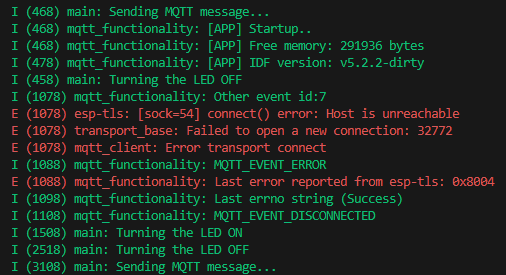 I (468) main: Sending MQTT message...
I (468) mqtt_functionality: [APP] Startup..
I (468) mqtt_functionality: [APP] Free memory: 291936 bytes
I (478) mqtt_functionality: [APP] IDF version: v5.2.2-dirty
I (458) main: Turning the LED OFF
I (1078) mqtt_functionality: Other event id:7
E (1078) esp-tls: [sock=54] connect() error: Host is unreachable
E (1078) transport_base: Failed to open a new connection: 32772
E (1078) mqtt_client: Error transport connect
I (1088) mqtt_functionality: MQTT_EVENT_ERROR
E (1088) mqtt_functionality: Last error reported from esp-tls: 0x8004
I (1098) mqtt_functionality: Last errno string (Success)
I (1108) mqtt_functionality: MQTT_EVENT_DISCONNECTED
I (1508) main: Turning the LED ON
I (2518) main: Turning the LED OFF
I (3108) main: Sending MQTT message...